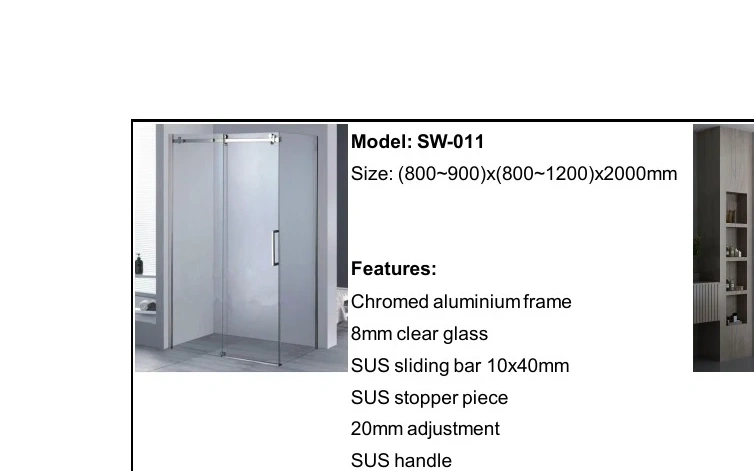 Model: SW-011
Size: (800~900)x(800~1200)x2000mm
Features:
Chromed aluminium frame
8mm clear glass
SUS sliding bar 10x40mm
SUS stopper piece
20mm adjustment
SUS handle